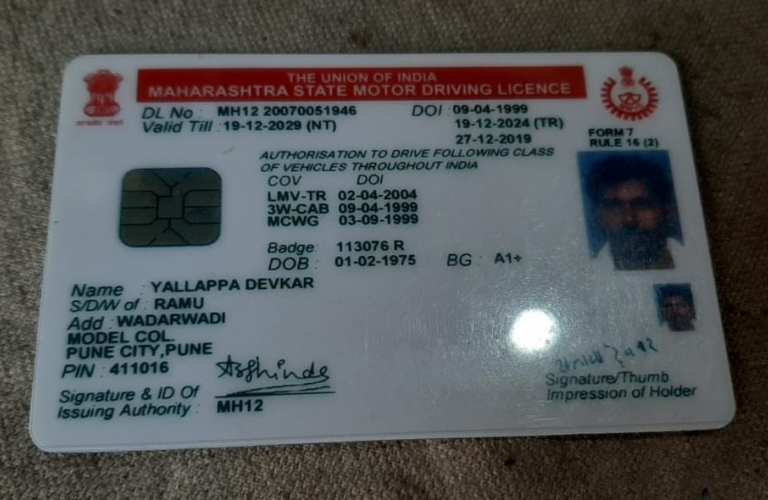 THE UNION OF INDIA
MAHARASHTRA STATE MOTOR DRIVING LICENCE
DL No : MH12 20070051946 DOI : 09-04-1999
Valid Till : 19-12-2029 (NT) 19-12-2024 (TR)
27-12-2019
FORM 7
RULE 16 (2)
AUTHORISATION TO DRIVE FOLLOWING CLASS
OF VEHICLES THROUGHOUT INDIA
COV DOI
LMV-TR 02-04-2004
3W-CAB 09-04-1999
MCWG 03-09-1999
Badge: 113076 R
DOB : 01-02-1975 BG : A1+
Name : YALLAPPA DEVKAR
S/D/W of : RAMU
Add : WADARWADI
MODEL COL.
PUNE CITY,PUNE
PIN : 411016
Signature & ID Of
Issuing Authority : MH12
Signature/Thumb
Impression of Holder